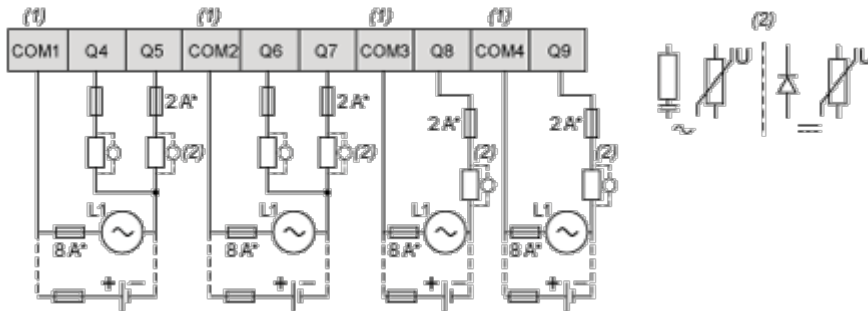 (1) (1) (1) (1) (2)
COM1 Q4 Q5 COM2 Q6 Q7 COM3 Q8 COM4 Q9
U U
2 A* 2 A* 2 A* 2 A*
(2) (2) (2) (2)
L1 L1 L1 L1
8 A* 8 A* 8 A* 8 A*
+ − + − + − + −